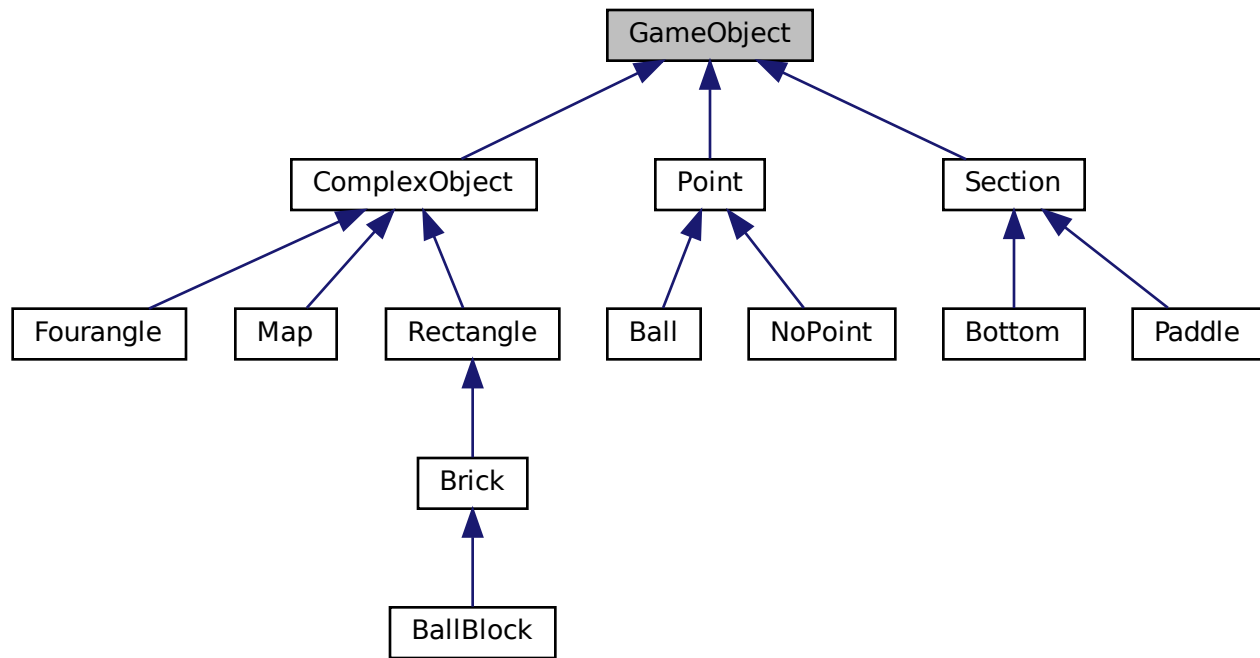 GameObject
ComplexObject
Point
Section
Fourangle
Map
Rectangle
Ball
NoPoint
Bottom
Paddle
Brick
BallBlock